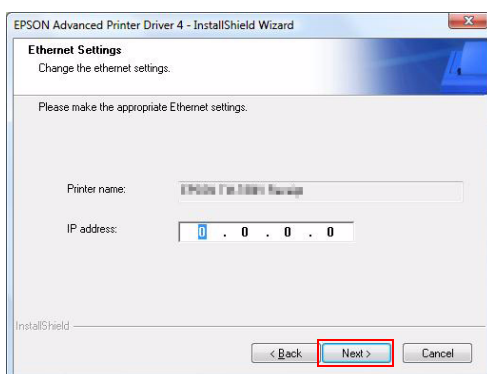 EPSON Advanced Printer Driver 4 - InstallShield Wizard
Ethernet Settings
Change the ethernet settings.
Please make the appropriate Ethernet settings.
Printer name:
IP address: 0 . 0 . 0 . 0
InstallShield
< Back Next > Cancel